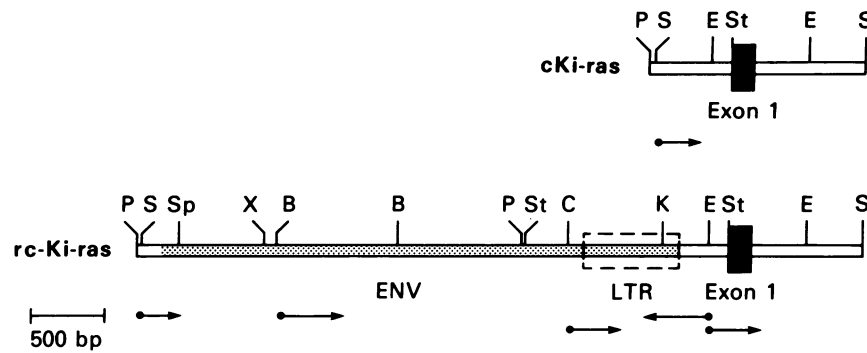 P S E St E S
cKi-ras
Exon 1
P S Sp X B B P St C K E St E S
rc-Ki-ras
ENV LTR Exon 1
500 bp